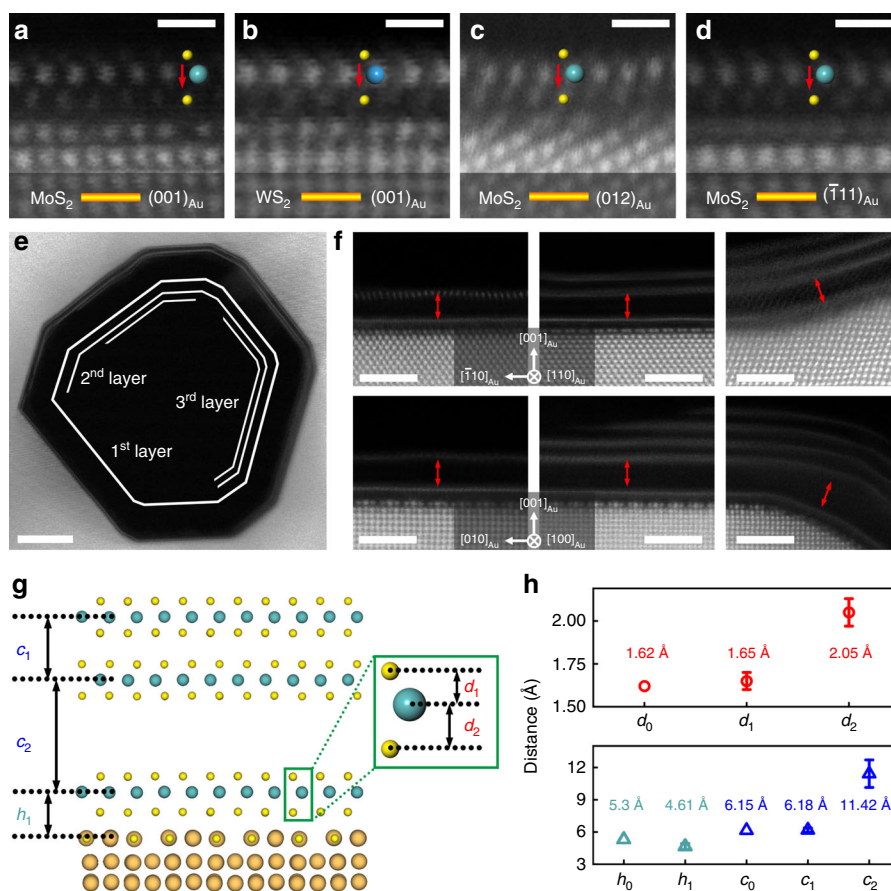 a
b
c
d
MoS₂ (001)Au
WS₂ (001)Au
MoS₂ (012)Au
MoS₂ (1̅11)Au
e
2nd layer
3rd layer
1st layer
f
[001]Au
[1̅10]Au [110]Au
[001]Au
[010]Au [100]Au
g
c₁
c₂
h₁
d₁
d₂
h
Distance (Å)
2.00
1.50
1.62 Å 1.65 Å 2.05 Å
d₀ d₁ d₂
12
9
6
3
5.3 Å 4.61 Å 6.15 Å 6.18 Å 11.42 Å
h₀ h₁ c₀ c₁ c₂